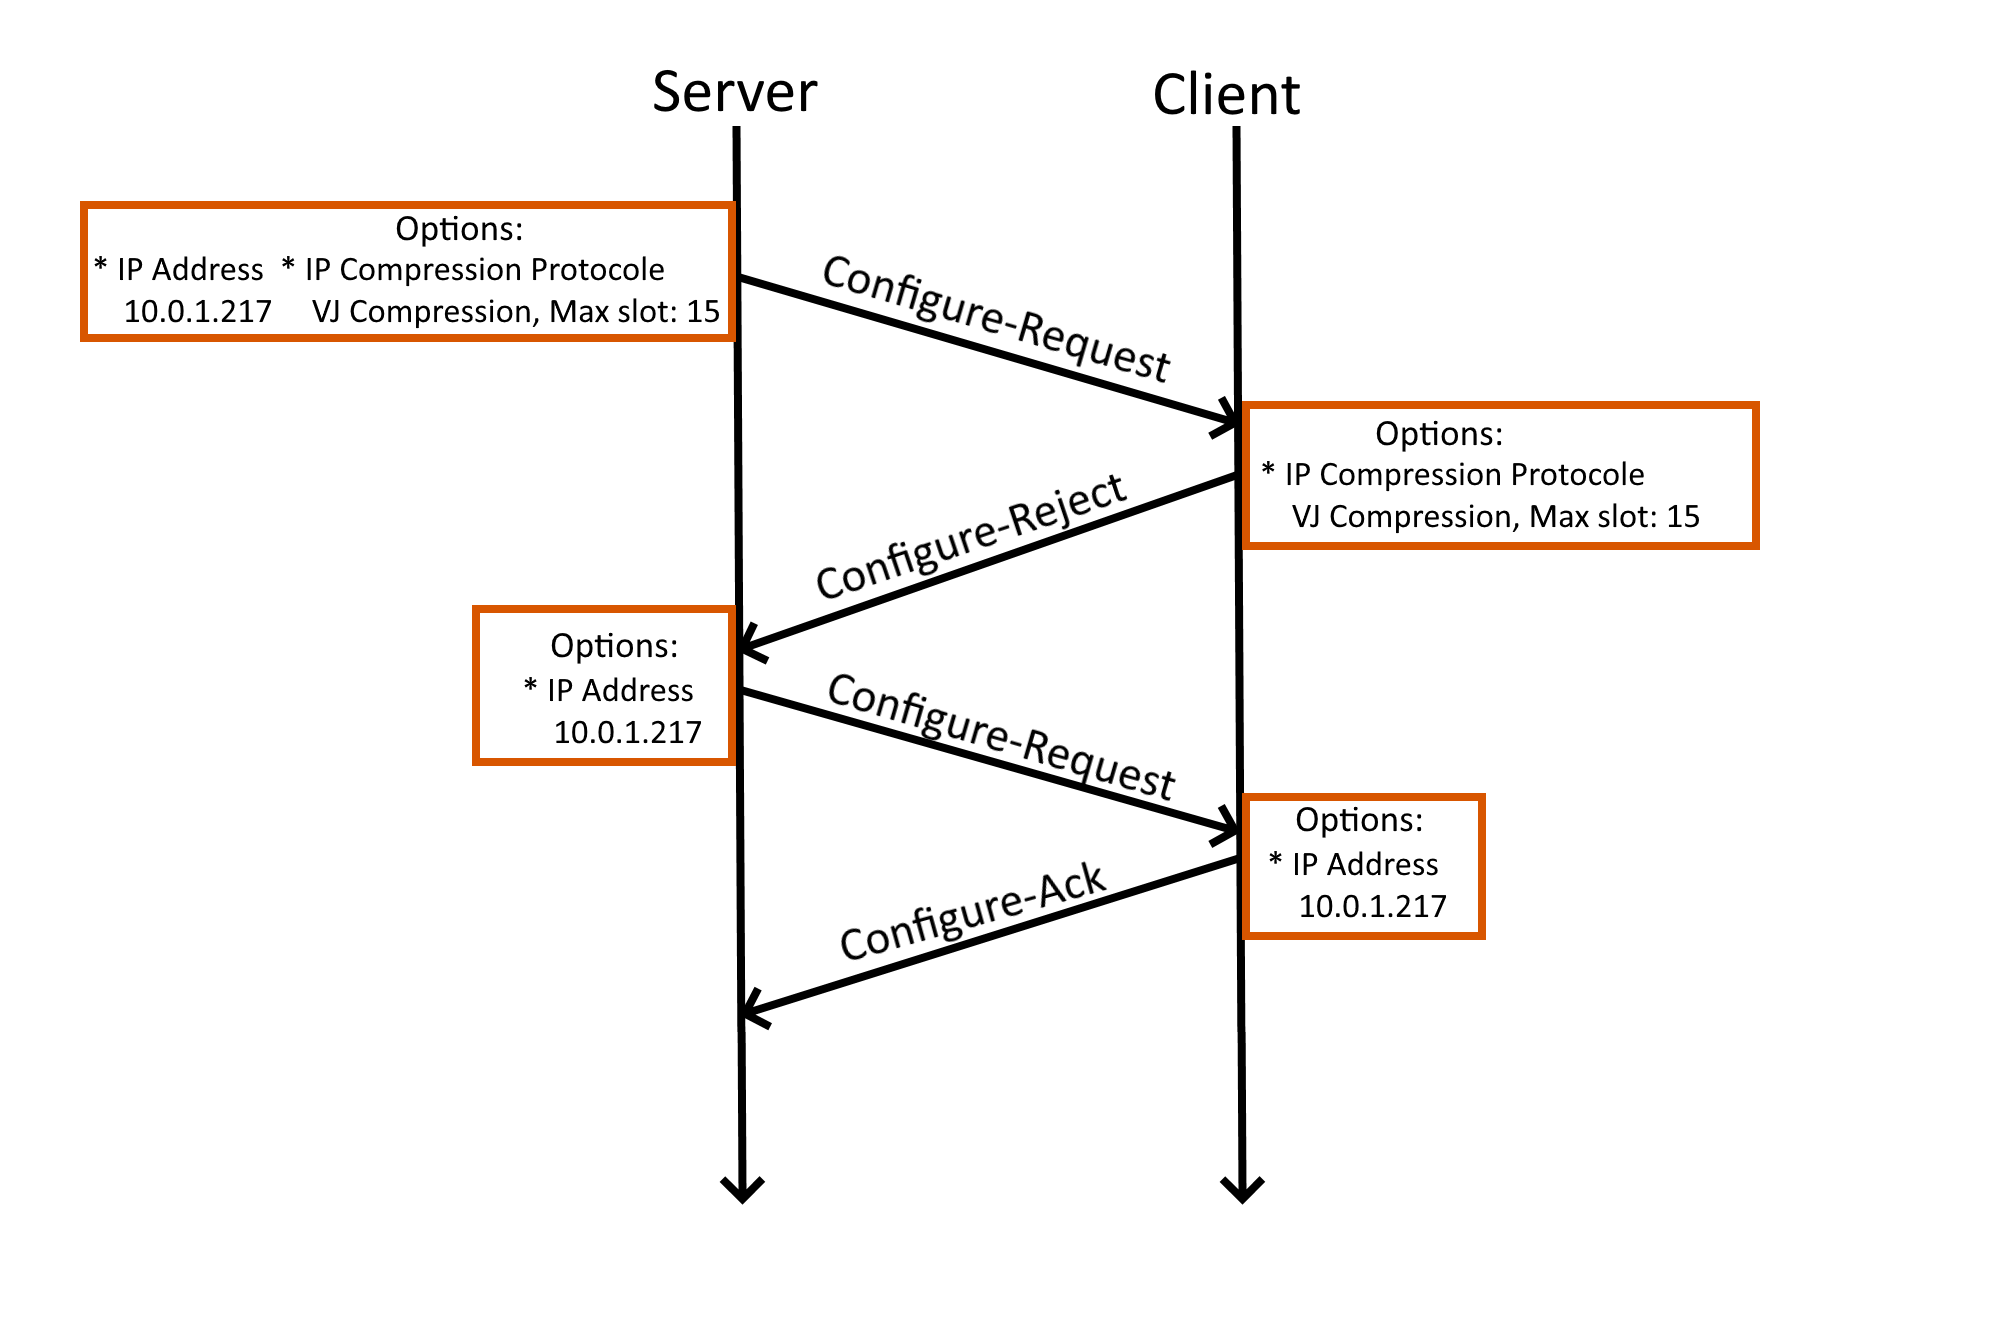 Server
Client
Options:
* IP Address * IP Compression Protocole
10.0.1.217 VJ Compression, Max slot: 15
Configure-Request
Options:
* IP Compression Protocole
VJ Compression, Max slot: 15
Configure-Reject
Options:
* IP Address
10.0.1.217
Configure-Request
Options:
* IP Address
10.0.1.217
Configure-Ack